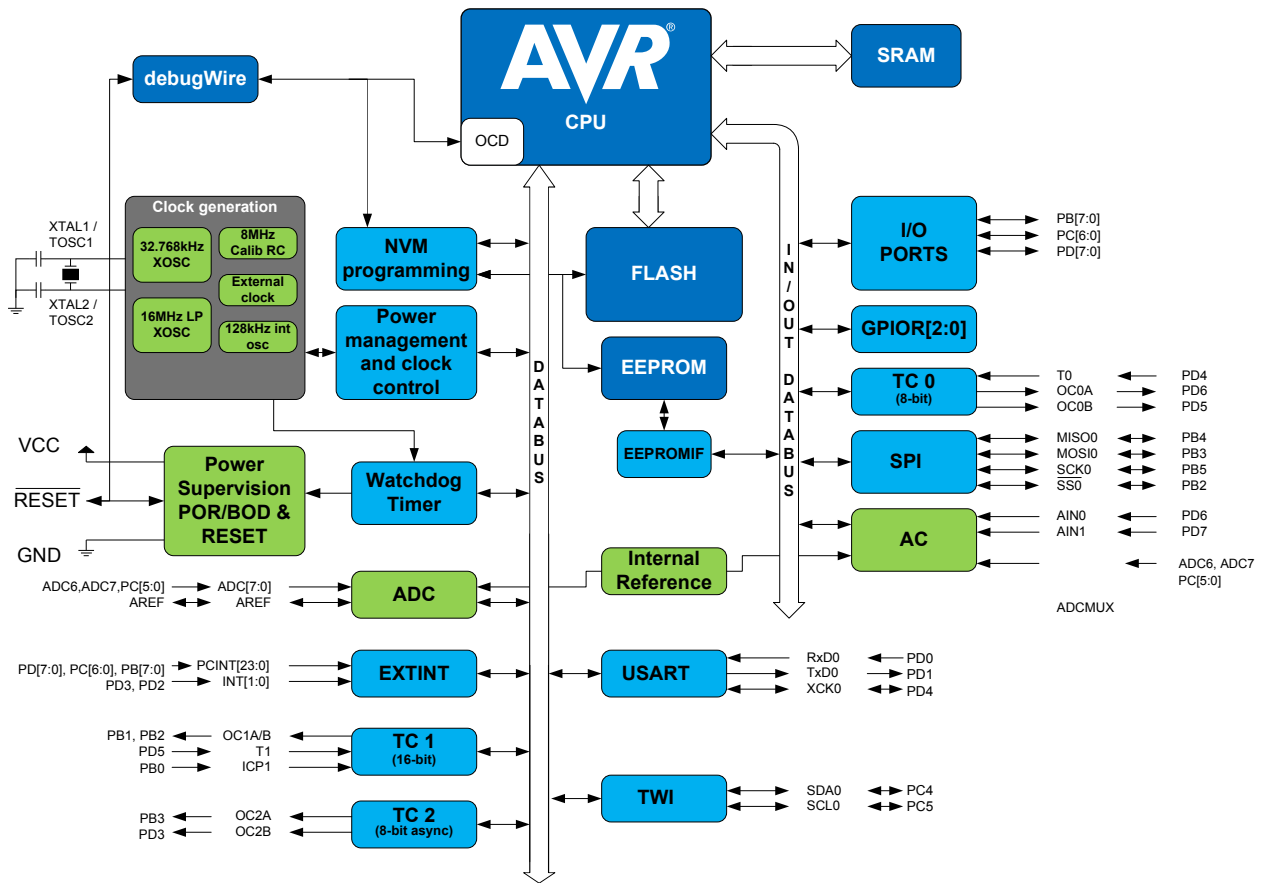 AVR®
CPU
OCD
SRAM
debugWire
Clock generation
32.768kHz
XOSC
8MHz
Calib RC
External
clock
16MHz LP
XOSC
128kHz int
osc
XTAL1 /
TOSC1
XTAL2 /
TOSC2
NVM
programming
Power
management
and clock
control
FLASH
EEPROM
EEPROMIF
DATABUS
IN/OUT DATABUS
I/O
PORTS
PB[7:0]
PC[6:0]
PD[7:0]
GPIOR[2:0]
TC 0
(8-bit)
T0 PD4
OC0A PD6
OC0B PD5
SPI
MISO0 PB4
MOSI0 PB3
SCK0 PB5
SS0 PB2
AC
AIN0 PD6
AIN1 PD7
ADC6, ADC7
PC[5:0]
ADCMUX
VCC
RESET
GND
Power
Supervision
POR/BOD &
RESET
Watchdog
Timer
Internal
Reference
ADC6,ADC7,PC[5:0] ADC[7:0]
AREF AREF
ADC
PD[7:0], PC[6:0], PB[7:0] PCINT[23:0]
PD3, PD2 INT[1:0]
EXTINT
USART
RxD0 PD0
TxD0 PD1
XCK0 PD4
PB1, PB2 OC1A/B
PD5 T1
PB0 ICP1
TC 1
(16-bit)
TWI
SDA0 PC4
SCL0 PC5
PB3 OC2A
PD3 OC2B
TC 2
(8-bit async)